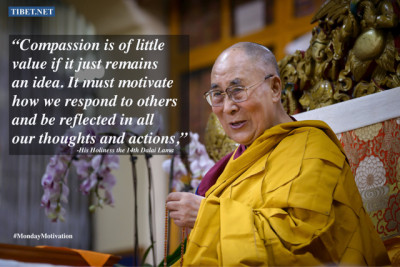 TIBET.NET
“Compassion is of little
value if it just remains
an idea. It must motivate
how we respond to others
and be reflected in all
our thoughts and actions,”
-His Holiness the 14th Dalai Lama
#MondayMotivation